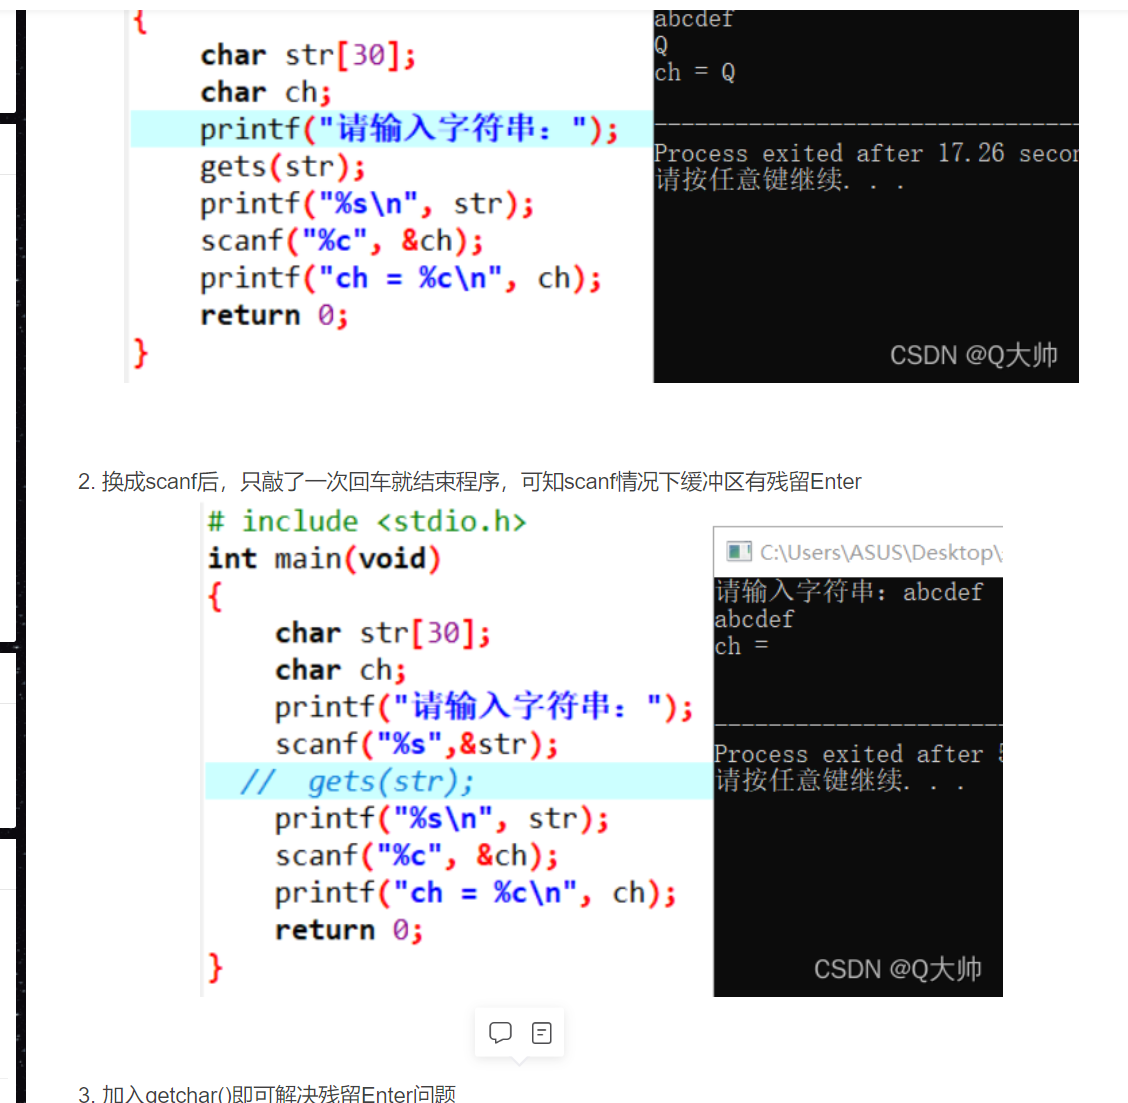 {
char str[30];
char ch;
printf("请输入字符串：");
gets(str);
printf("%s\n", str);
scanf("%c", &ch);
printf("ch = %c\n", ch);
return 0;
}
abcdef
Q
ch = Q
--------------------------------
Process exited after 17.26 secon
请按任意键继续. . .
CSDN @Q大帅
2. 换成scanf后，只敲了一次回车就结束程序，可知scanf情况下缓冲区有残留Enter
# include <stdio.h>
int main(void)
{
char str[30];
char ch;
printf("请输入字符串：");
scanf("%s",&str);
// gets(str);
printf("%s\n", str);
scanf("%c", &ch);
printf("ch = %c\n", ch);
return 0;
}
C:\Users\ASUS\Desktop\
请输入字符串：abcdef
abcdef
ch =
----------------------
Process exited after 5
请按任意键继续. . .
CSDN @Q大帅
3. 加入getchar()即可解决残留Enter问题